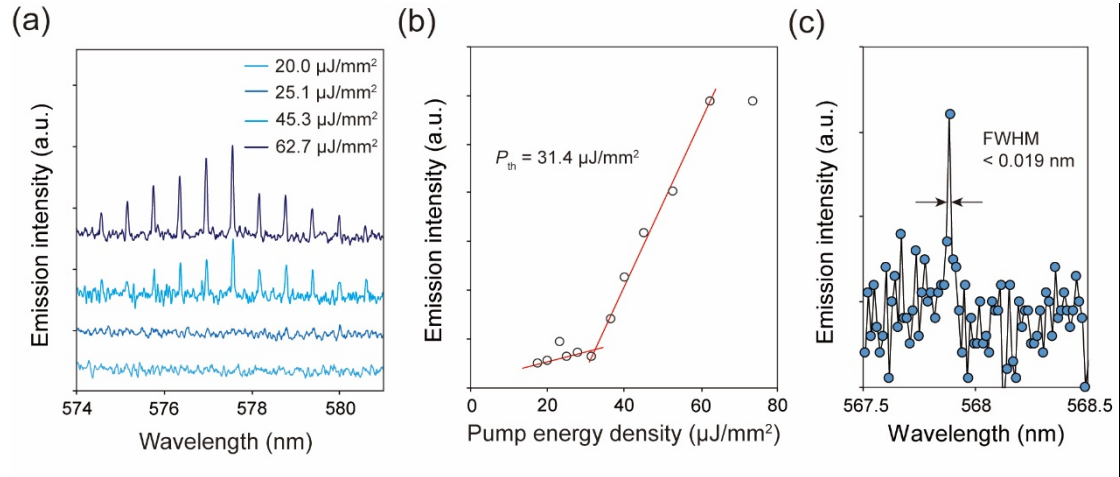 (a)
Emission intensity (a.u.)
20.0 µJ/mm²
25.1 µJ/mm²
45.3 µJ/mm²
62.7 µJ/mm²
574
576
578
580
Wavelength (nm)
(b)
Emission intensity (a.u.)
Pth = 31.4 µJ/mm²
0
20
40
60
80
Pump energy density (µJ/mm²)
(c)
Emission intensity (a.u.)
FWHM
< 0.019 nm
567.5
568
568.5
Wavelength (nm)